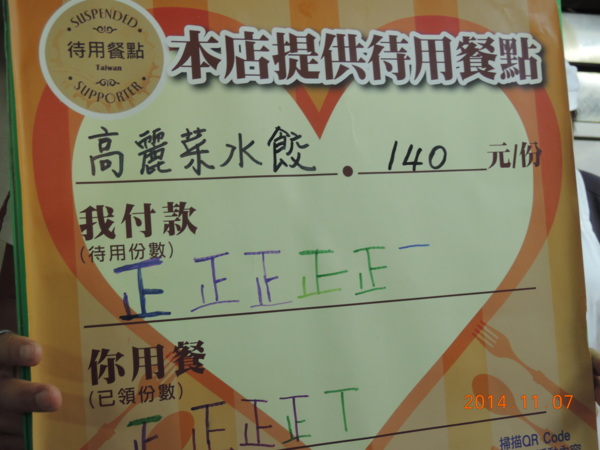 SUSPENDED
待用餐點
Taiwan
SUPPORTER
本店提供待用餐點
高麗菜水餃 • 140 元/份
我付款
(待用份數)
正 正 正 正 正 一
你用餐
(已領份數)
正 正 正 正 T
2014 11 07
掃描QR Code